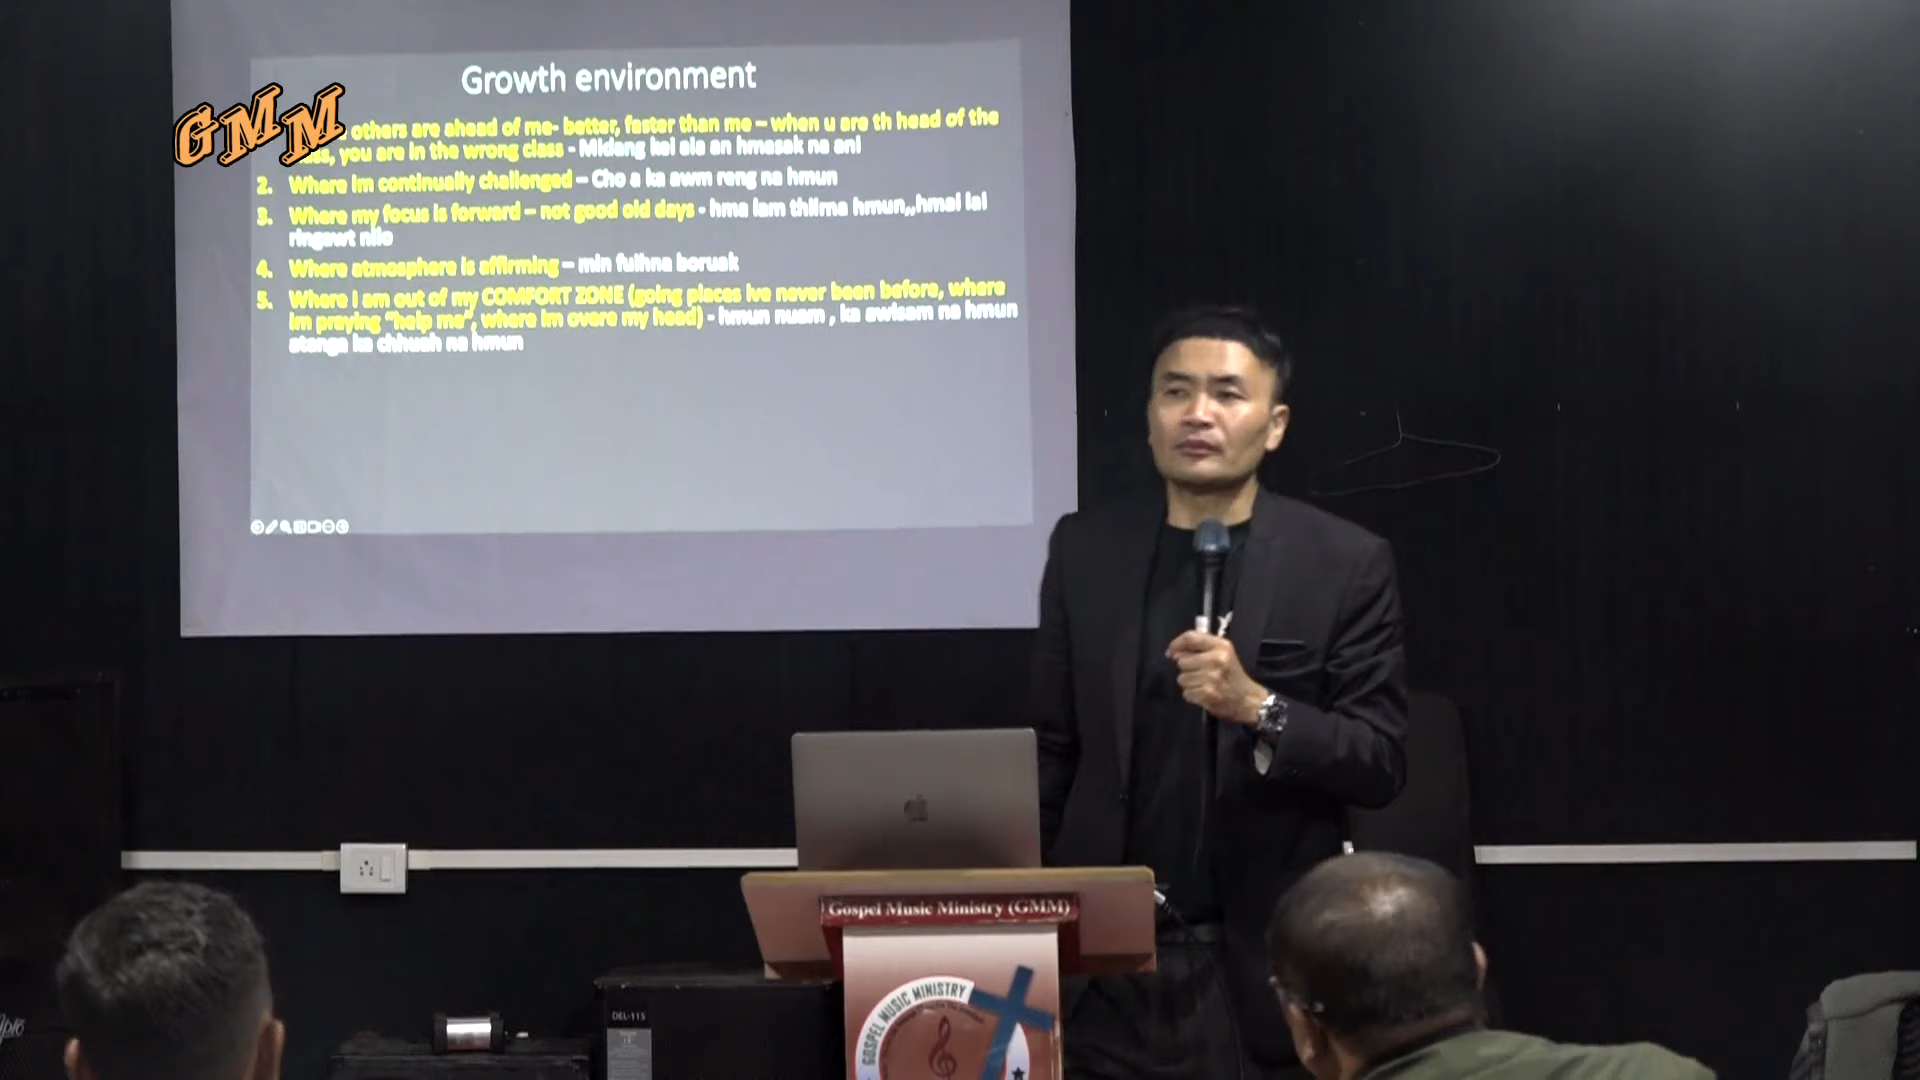 Growth environment
GMM
others are ahead of me- better, faster than me – when u are th head of the
you are in the wrong class - Midang kal ala an hmasak na ani
2. Where im continually challenged – Cho a ka awm reng na hmun
3. Where my focus is forward – not good old days - hma lam thlirna hmun,,hmai lai
ringawt nilo
4. Where atmosphere is affirming – min fuihna boruak
5. Where I am out of my COMFORT ZONE (going places ive never been before, where
im praying “help me”, where im overe my head) - hmun nuam , ka awlsam na hmun
atanga ka chhuah na hmun
Gospel Music Ministry (GMM)
GOSPEL MUSIC MINISTRY
DEL-115